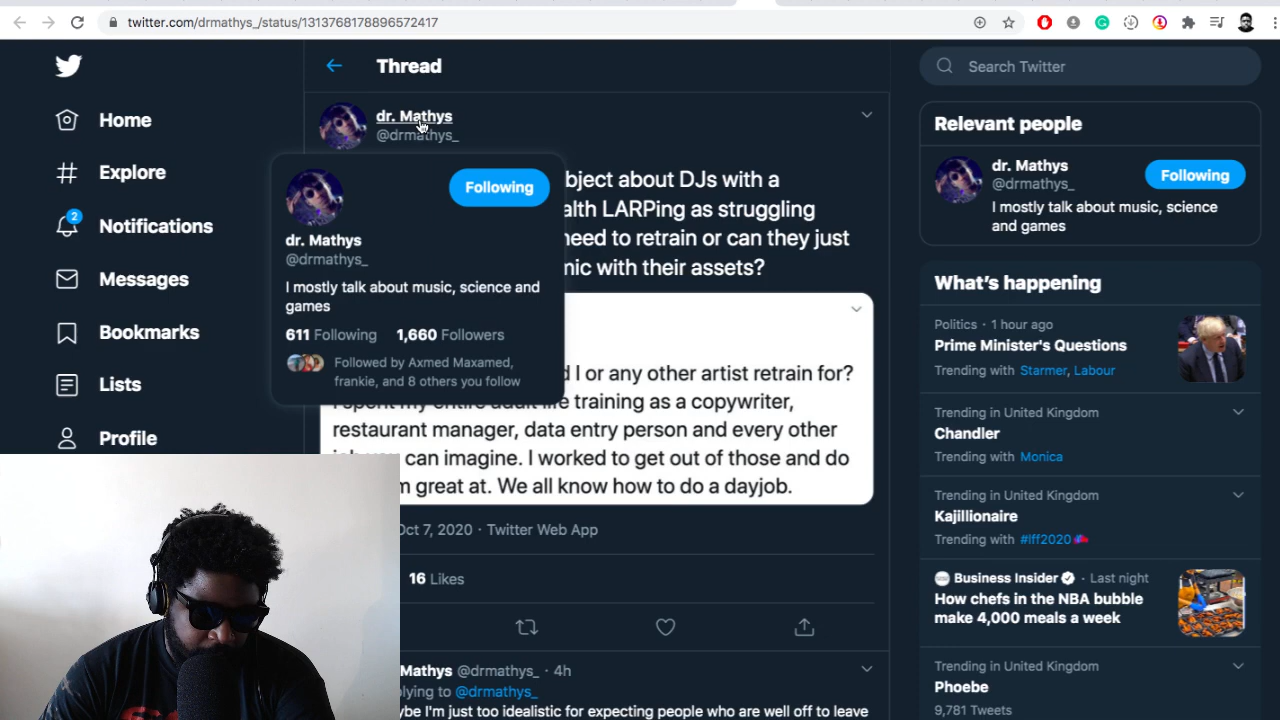 twitter.com/drmathys_/status/1313768178896572417
Home
Explore
2
Notifications
Messages
Bookmarks
Lists
Profile
Thread
dr. Mathys
@drmathys_
bject about DJs with a
alth LARPing as struggling
need to retrain or can they just
nic with their assets?
Following
dr. Mathys
@drmathys_
I mostly talk about music, science and
games
611 Following 1,660 Followers
Followed by Axmed Maxamed,
frankie, and 8 others you follow
d I or any other artist retrain for?
I spent my entire adult life training as a copywriter,
restaurant manager, data entry person and every other
can imagine. I worked to get out of those and do
m great at. We all know how to do a dayjob.
Oct 7, 2020 · Twitter Web App
16 Likes
Mathys @drmathys_ · 4h
lying to @drmathys_
ybe I'm just too idealistic for expecting people who are well off to leave
Search Twitter
Relevant people
dr. Mathys
@drmathys_
Following
I mostly talk about music, science
and games
What's happening
Politics · 1 hour ago
Prime Minister's Questions
Trending with Starmer, Labour
Trending in United Kingdom
Chandler
Trending with Monica
Trending in United Kingdom
Kajillionaire
Trending with #lff2020
Business Insider · Last night
How chefs in the NBA bubble
make 4,000 meals a week
Trending in United Kingdom
Phoebe
9,781 Tweets